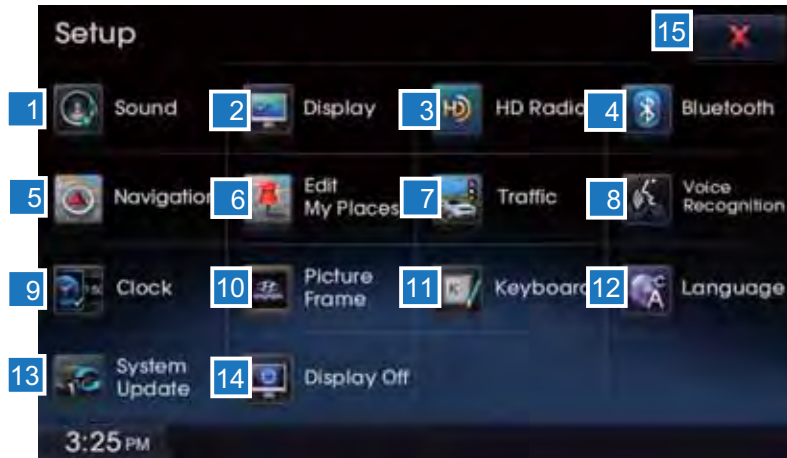 Setup
15
1 Sound
2 Display
3 HD Radio
4 Bluetooth
5 Navigation
6 Edit
My Places
7 Traffic
8 Voice
Recognition
9 Clock
10 Picture
Frame
11 Keyboard
12 Language
13 System
Update
14 Display Off
3:25 PM